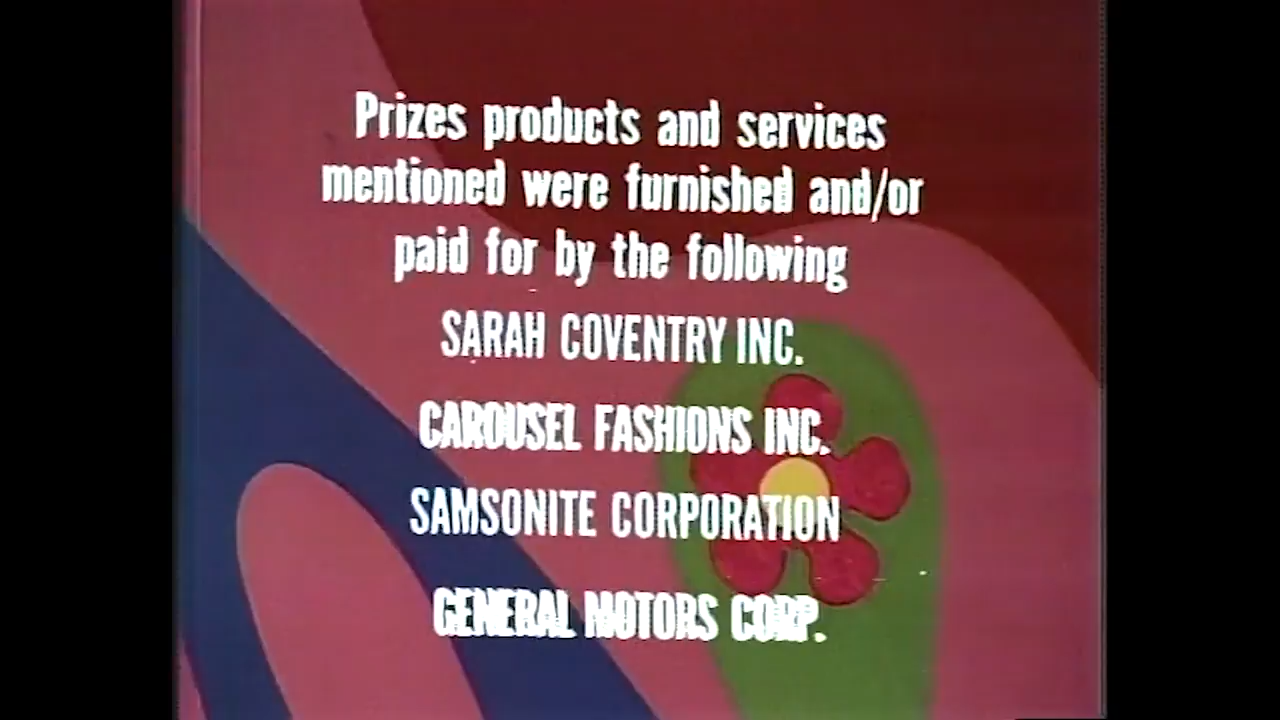 Prizes products and services
mentioned were furnished and/or
paid for by the following
SARAH COVENTRY INC.
CAROUSEL FASHIONS INC.
SAMSONITE CORPORATION
GENERAL MOTORS CORP.